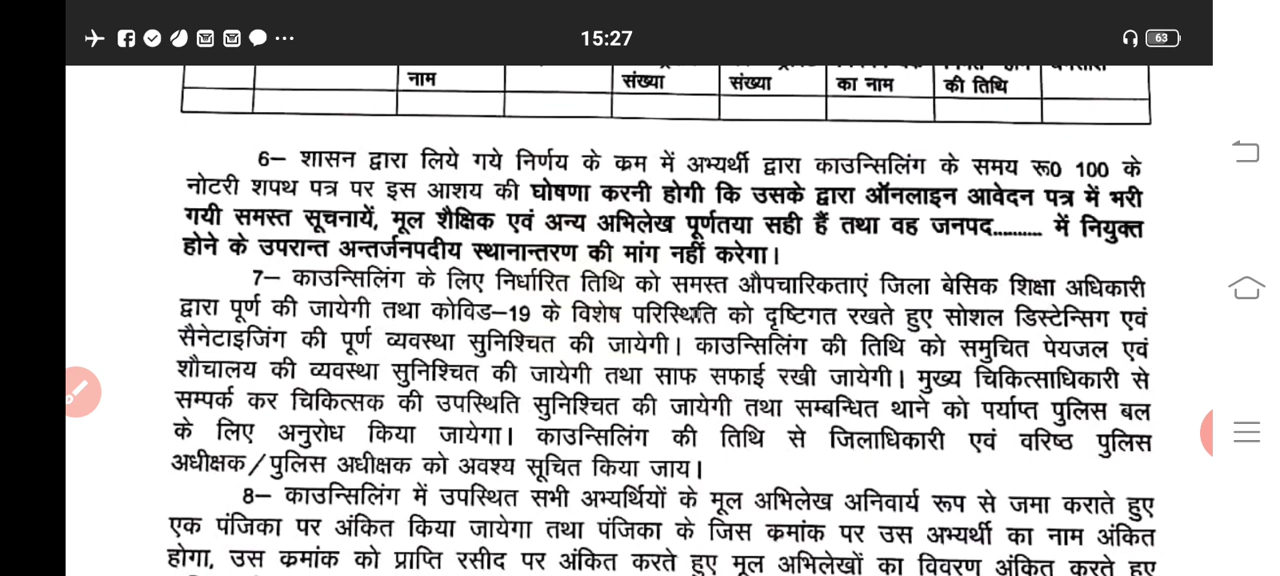 15:27
63
नाम
संख्या
संख्या
का नाम
की तिथि
6– शासन द्वारा लिये गये निर्णय के क्रम में अभ्यर्थी द्वारा काउन्सिलिंग के समय रू0 100 के
नोटरी शपथ पत्र पर इस आशय की घोषणा करनी होगी कि उसके द्वारा ऑनलाइन आवेदन पत्र में भरी
गयी समस्त सूचनायें, मूल शैक्षिक एवं अन्य अभिलेख पूर्णतया सही हैं तथा वह जनपद.......... में नियुक्त
होने के उपरान्त अन्तर्जनपदीय स्थानान्तरण की मांग नहीं करेगा।
7– काउन्सिलिंग के लिए निर्धारित तिथि को समस्त औपचारिकताएं जिला बेसिक शिक्षा अधिकारी
द्वारा पूर्ण की जायेगी तथा कोविड–19 के विशेष परिस्थिति को दृष्टिगत रखते हुए सोशल डिस्टेन्सिग एवं
सैनेटाइजिंग की पूर्ण व्यवस्था सुनिश्चित की जायेगी। काउन्सिलिंग की तिथि को समुचित पेयजल एवं
शौचालय की व्यवस्था सुनिश्चित की जायेगी तथा साफ सफाई रखी जायेगी। मुख्य चिकित्साधिकारी से
सम्पर्क कर चिकित्सक की उपस्थिति सुनिश्चित की जायेगी तथा सम्बन्धित थाने को पर्याप्त पुलिस बल
के लिए अनुरोध किया जायेगा। काउन्सिलिंग की तिथि से जिलाधिकारी एवं वरिष्ठ पुलिस
अधीक्षक/पुलिस अधीक्षक को अवश्य सूचित किया जाय।
8– काउन्सिलिंग में उपस्थित सभी अभ्यर्थियों के मूल अभिलेख अनिवार्य रूप से जमा कराते हुए
एक पंजिका पर अंकित किया जायेगा तथा पंजिका के जिस क्रमांक पर उस अभ्यर्थी का नाम अंकित
होगा, उस क्रमांक को प्राप्ति रसीद पर अंकित करते हुए मूल अभिलेखों का विवरण अंकित करते हुए